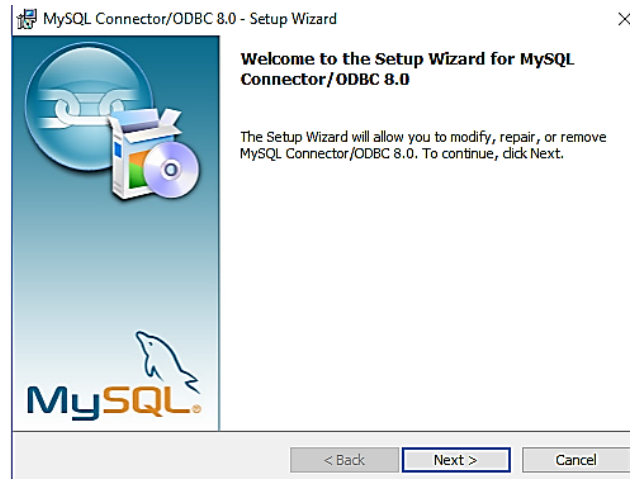 MySQL Connector/ODBC 8.0 - Setup Wizard
Welcome to the Setup Wizard for MySQL
Connector/ODBC 8.0
The Setup Wizard will allow you to modify, repair, or remove
MySQL Connector/ODBC 8.0. To continue, click Next.
MySQL®
< Back Next > Cancel